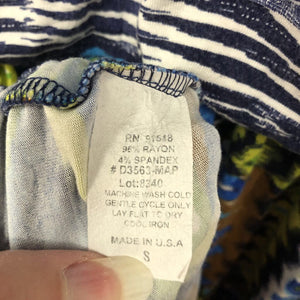 RN 97548
96% RAYON
4% SPANDEX
# D3563-MAP
Lot:8240
MACHINE WASH COLD
GENTLE CYCLE ONLY
LAY FLAT TO DRY
COOL IRON
MADE IN U.S.A
S